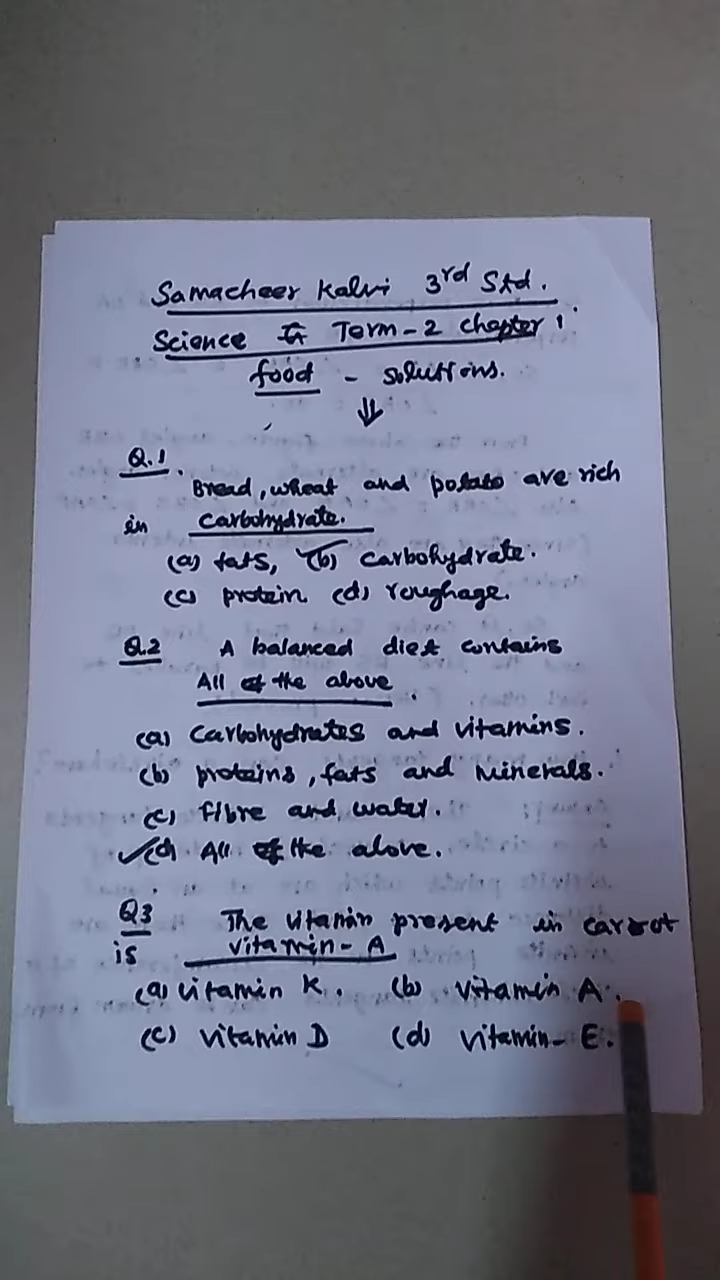 Samacheer Kalvi 3rd Std.
Science Term-2 chapter 1
food - solutions.
⇓
Q.1
Bread, wheat and potato are rich
in carbohydrate.
(a) fats, (b) carbohydrate.
(c) protein (d) roughage.
Q.2 A balanced diet contains
All of the above.
(a) Carbohydrates and vitamins.
(b) proteins, fats and Minerals.
(c) fibre and water.
✓(d) All of the above.
Q3 The vitamin present in carrot
is vitamin-A
(a) vitamin K. (b) vitamin A.
(c) vitamin D (d) vitamin-E.